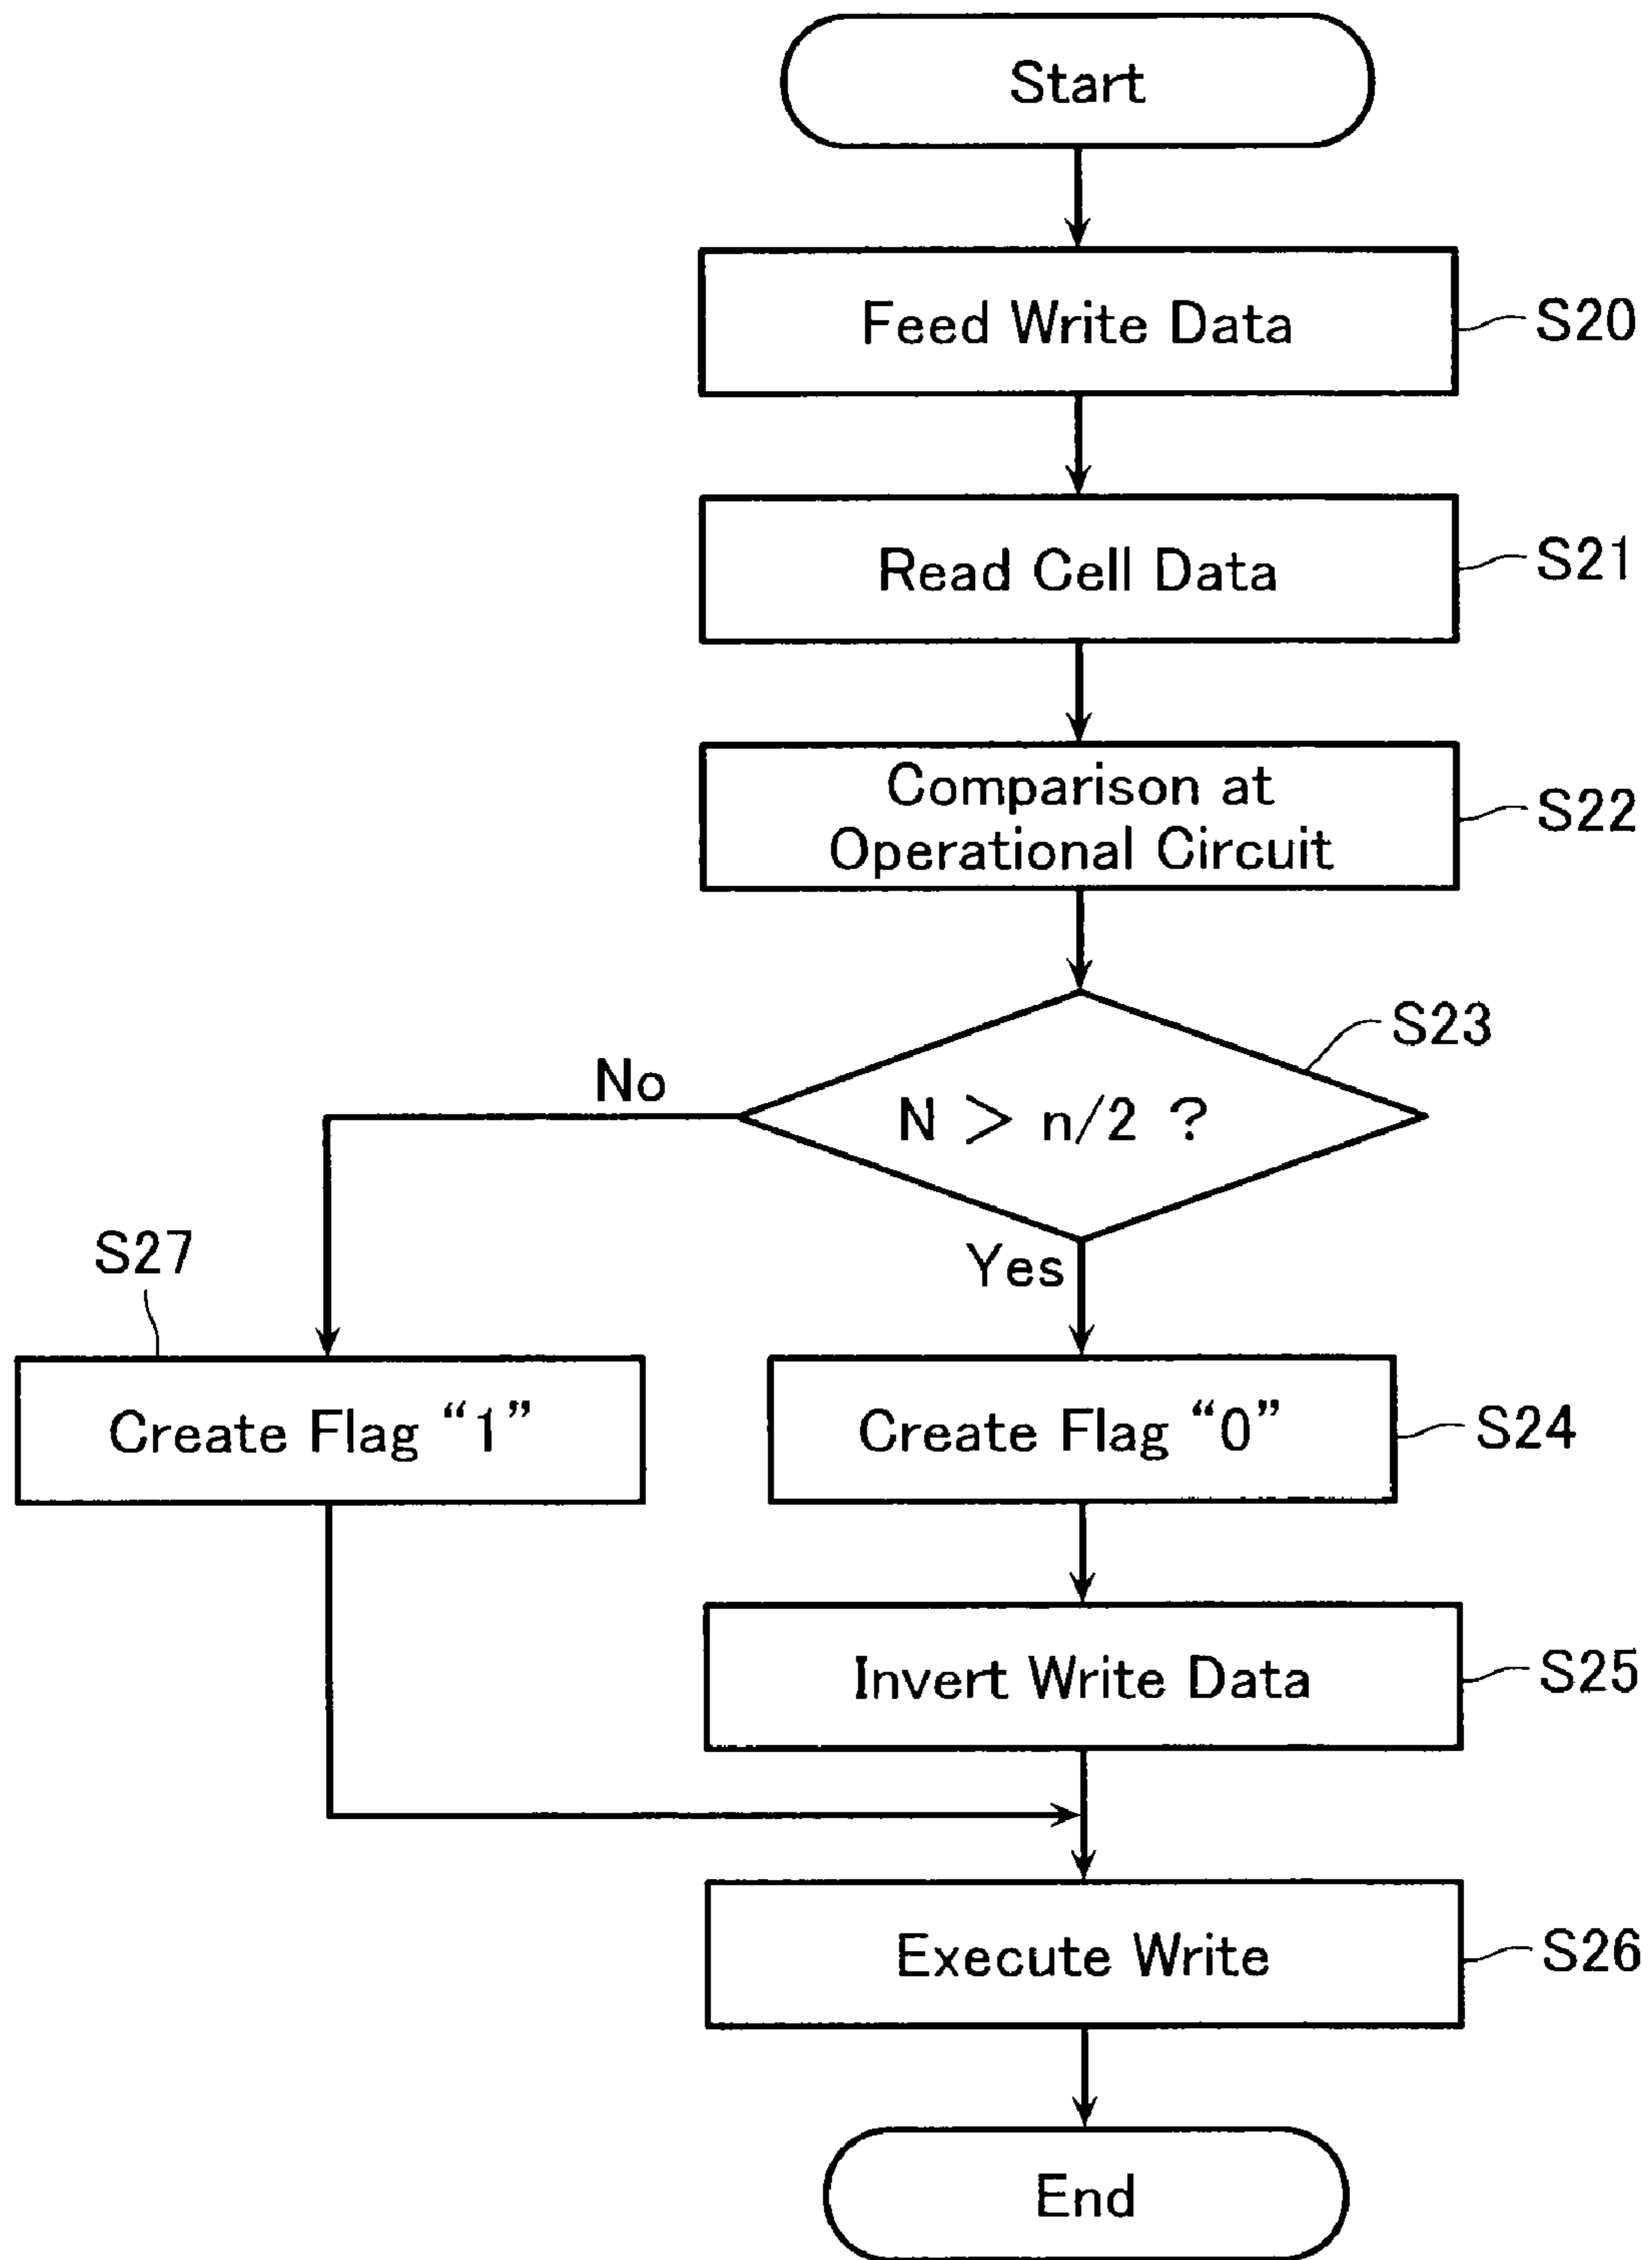 Start
Feed Write Data
S20
Read Cell Data
S21
Comparison at
Operational Circuit
S22
S23
No
N > n/2 ?
Yes
S27
Create Flag “1”
Create Flag “0”
S24
Invert Write Data
S25
Execute Write
S26
End